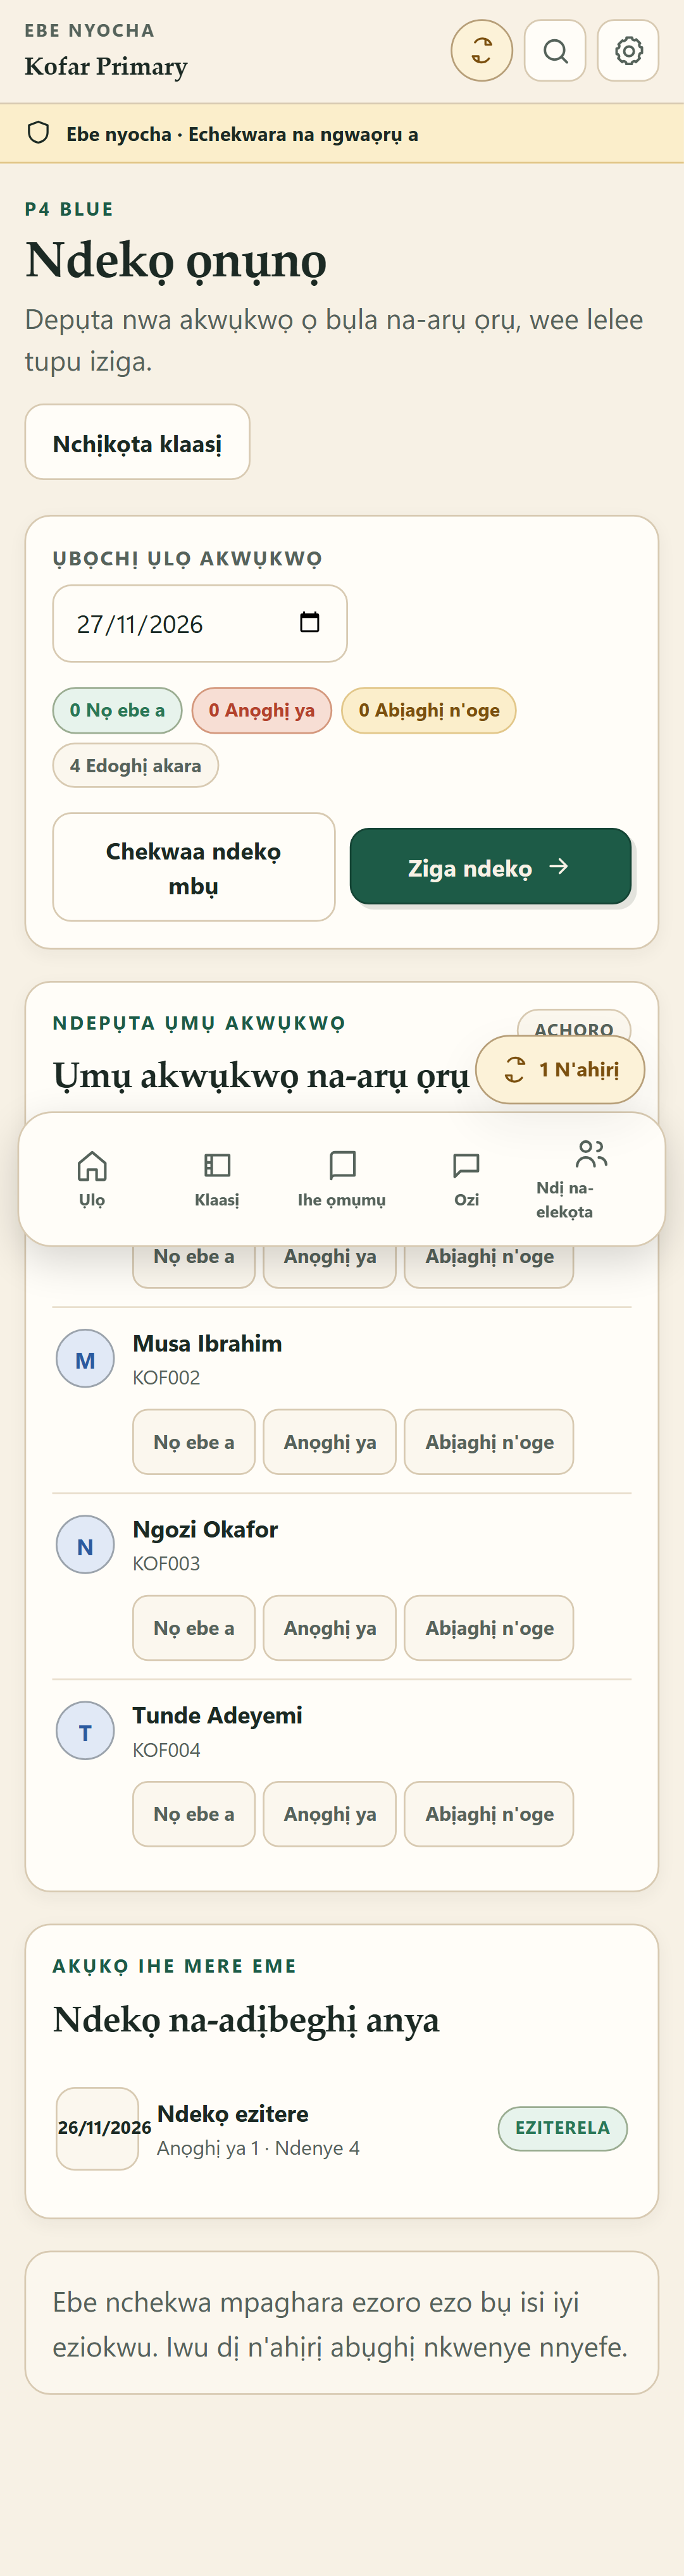 EBE NYOCHA
Kofar Primary
Ebe nyocha · Echekwara na ngwaọrụ a
P4 BLUE
Ndekọ ọnụnọ
Depụta nwa akwụkwọ ọ bụla na-arụ ọrụ, wee lelee
tupu iziga.
Nchịkọta klaasị
ỤBỌCHỊ ỤLỌ AKWỤKWỌ
27/11/2026
0 Nọ ebe a
0 Anọghị ya
0 Abịaghị n'oge
4 Edoghị akara
Chekwaa ndekọ
mbụ
Ziga ndekọ
NDEPỤTA ỤMỤ AKWỤKWỌ
ACHỌRỌ
Ụmụ akwụkwọ na-arụ ọrụ
1 N'ahịrị
Ụlọ
Klaasị
Ihe ọmụmụ
Ozi
Ndị na-
elekọta
Nọ ebe a
Anọghị ya
Abịaghị n'oge
M
Musa Ibrahim
KOF002
Nọ ebe a
Anọghị ya
Abịaghị n'oge
N
Ngozi Okafor
KOF003
Nọ ebe a
Anọghị ya
Abịaghị n'oge
T
Tunde Adeyemi
KOF004
Nọ ebe a
Anọghị ya
Abịaghị n'oge
AKỤKỌ IHE MERE EME
Ndekọ na-adịbeghị anya
26/11/2026
Ndekọ ezitere
Anọghị ya 1 · Ndenye 4
EZITERELA
Ebe nchekwa mpaghara ezoro ezo bụ isi iyi
eziokwu. Iwu dị n'ahịrị abụghị nkwenye nnyefe.